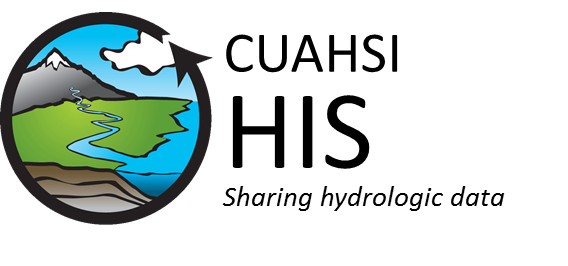 CUAHSI
HIS
Sharing hydrologic data